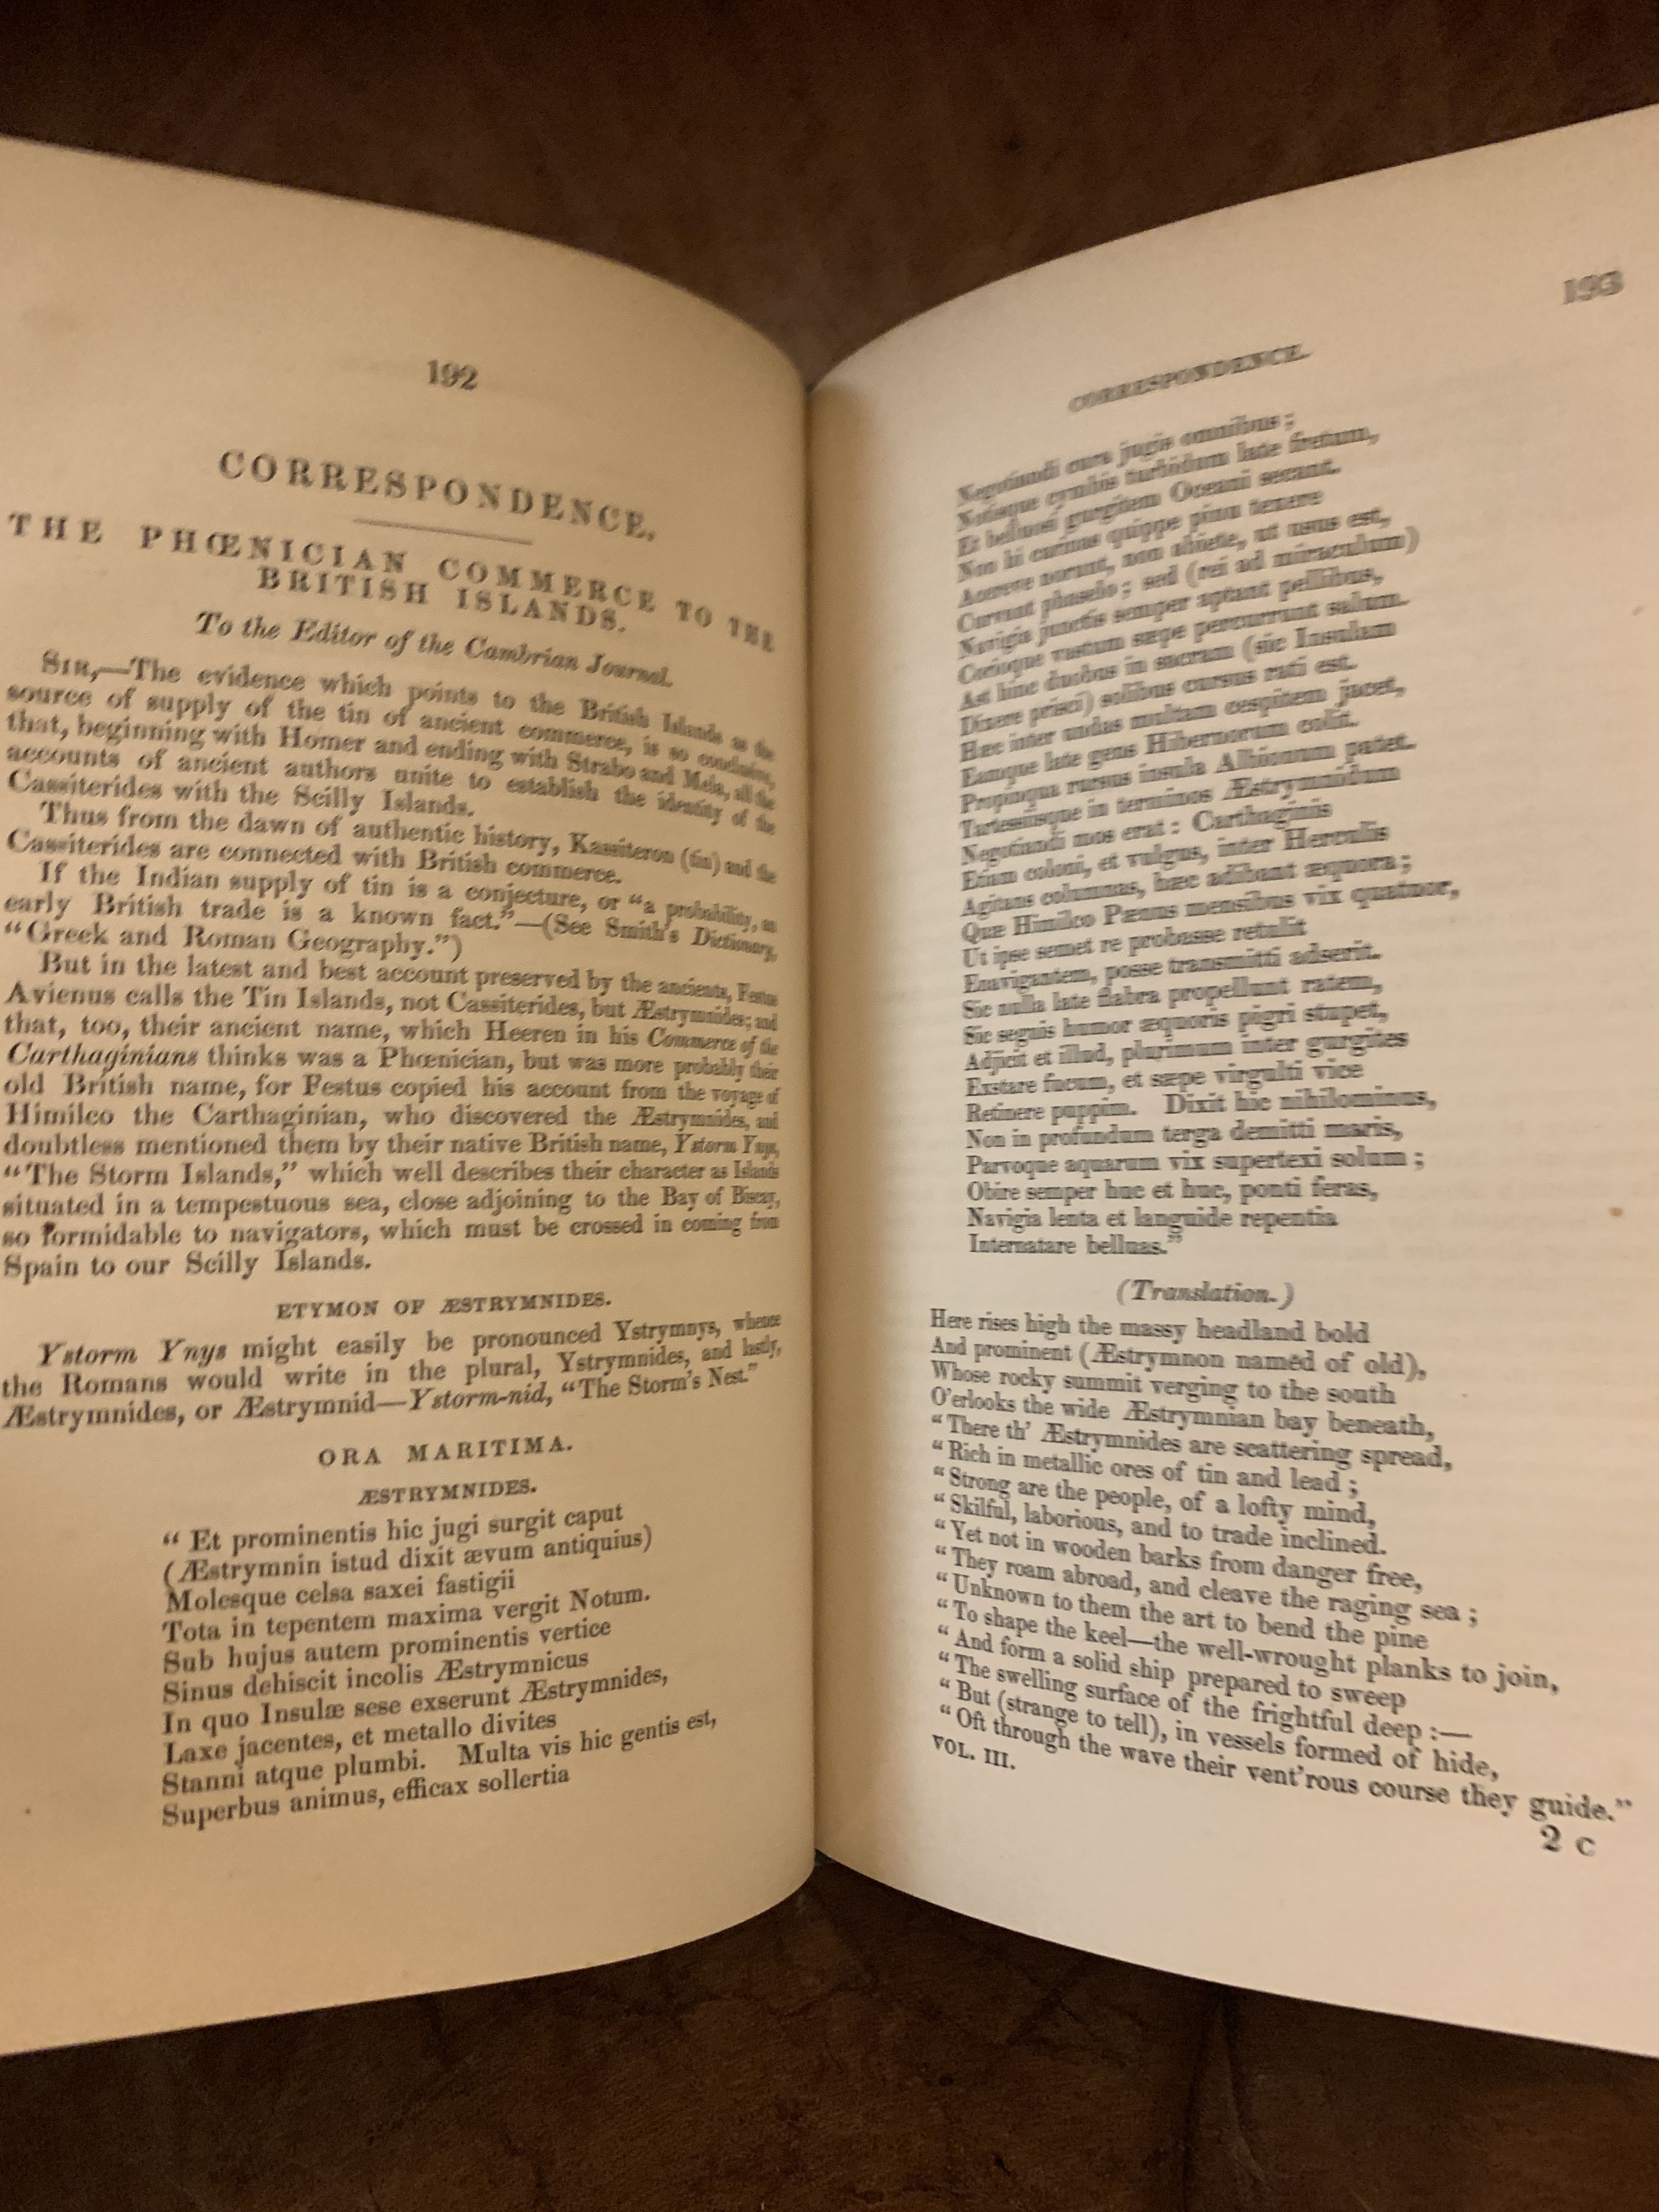 192
CORRESPONDENCE.
THE PHŒNICIAN COMMERCE TO THE
BRITISH ISLANDS.
To the Editor of the Cambrian Journal.
SIR,—The evidence which points to the British Islands as the
source of supply of the tin of ancient commerce, is so conclusive,
that, beginning with Homer and ending with Strabo and Mela, all the
accounts of ancient authors unite to establish the identity of the
Cassiterides with the Scilly Islands.
Thus from the dawn of authentic history, Kassiteron (tin) and the
Cassiterides are connected with British commerce.
If the Indian supply of tin is a conjecture, or "a probability, an
early British trade is a known fact."—(See Smith's Dictionary,
"Greek and Roman Geography.")
But in the latest and best account preserved by the ancients, Festus
Avienus calls the Tin Islands, not Cassiterides, but Æstrymnides; and
that, too, their ancient name, which Heeren in his Commerce of the
Carthaginians thinks was a Phœnician, but was more probably their
old British name, for Festus copied his account from the voyage of
Himilco the Carthaginian, who discovered the Æstrymnides, and
doubtless mentioned them by their native British name, Ystorm Ynys,
"The Storm Islands," which well describes their character as Islands
situated in a tempestuous sea, close adjoining to the Bay of Biscay,
so formidable to navigators, which must be crossed in coming from
Spain to our Scilly Islands.
ETYMON OF ÆSTRYMNIDES.
Ystorm Ynys might easily be pronounced Ystrymnys, whence
the Romans would write in the plural, Ystrymnides, and lastly,
Æstrymnides, or Æstrymnid—Ystorm-nid, "The Storm's Nest."
ORA MARITIMA.
ÆSTRYMNIDES.
" Et prominentis hic jugi surgit caput
(Æstrymnin istud dixit ævum antiquius)
Molesque celsa saxei fastigii
Tota in tepentem maxima vergit Notum.
Sub hujus autem prominentis vertice
Sinus dehiscit incolis Æstrymnicus
In quo Insulæ sese exserunt Æstrymnides,
Laxe jacentes, et metallo divites
Stanni atque plumbi. Multa vis hic gentis est,
Superbus animus, efficax sollertia
193
CORRESPONDENCE.
Negotiandi cura jugis omnibus ;
Notisque cymbis turbidum late fretum,
Et belluosi gurgitem Oceani secant.
Non hi carinas quippe pinu texere
Acereve norunt, non abiete, ut usus est,
Curvant phaselo ; sed (rei ad miraculum)
Navigia junctis semper aptant pellibus,
Corioque vastum sæpe percurrunt salum.
Ast hinc duobus in sacram (sic Insulam
Dixere prisci) solibus cursus rati est.
Hæc inter undas multam cespitem jacet,
Eamque late gens Hibernorum colit.
Propinqua rursus insula Albionum patet.
Tartessiisque in terminos Æstrymnidum
Negotiandi mos erat : Carthaginis
Etiam coloni, et vulgus, inter Herculis
Agitans columnas, hæc adibant æquora ;
Quæ Himilco Pænus mensibus vix quatuor,
Ut ipse semet re probasse retulit
Enavigantem, posse transmitti adserit.
Sic nulla late flabra propellunt ratem,
Sic segnis humor æquoris pigri stupet,
Adjicit et illud, plurimum inter gurgites
Exstare fucum, et sæpe virgulti vice
Retinere puppim. Dixit hic nihilominus,
Non in profundum terga demitti maris,
Parvoque aquarum vix supertexi solum ;
Obire semper huc et huc, ponti feras,
Navigia lenta et languide repentia
Internatare belluas."
(Translation.)
Here rises high the massy headland bold
And prominent (Æstrymnon named of old),
Whose rocky summit verging to the south
O'erlooks the wide Æstrymnian bay beneath,
" There th' Æstrymnides are scattering spread,
" Rich in metallic ores of tin and lead ;
" Strong are the people, of a lofty mind,
" Skilful, laborious, and to trade inclined.
" Yet not in wooden barks from danger free,
" They roam abroad, and cleave the raging sea ;
" Unknown to them the art to bend the pine
" To shape the keel—the well-wrought planks to join,
" And form a solid ship prepared to sweep
" The swelling surface of the frightful deep :—
" But (strange to tell), in vessels formed of hide,
" Oft through the wave their vent'rous course they guide."
VOL. III.
2 C